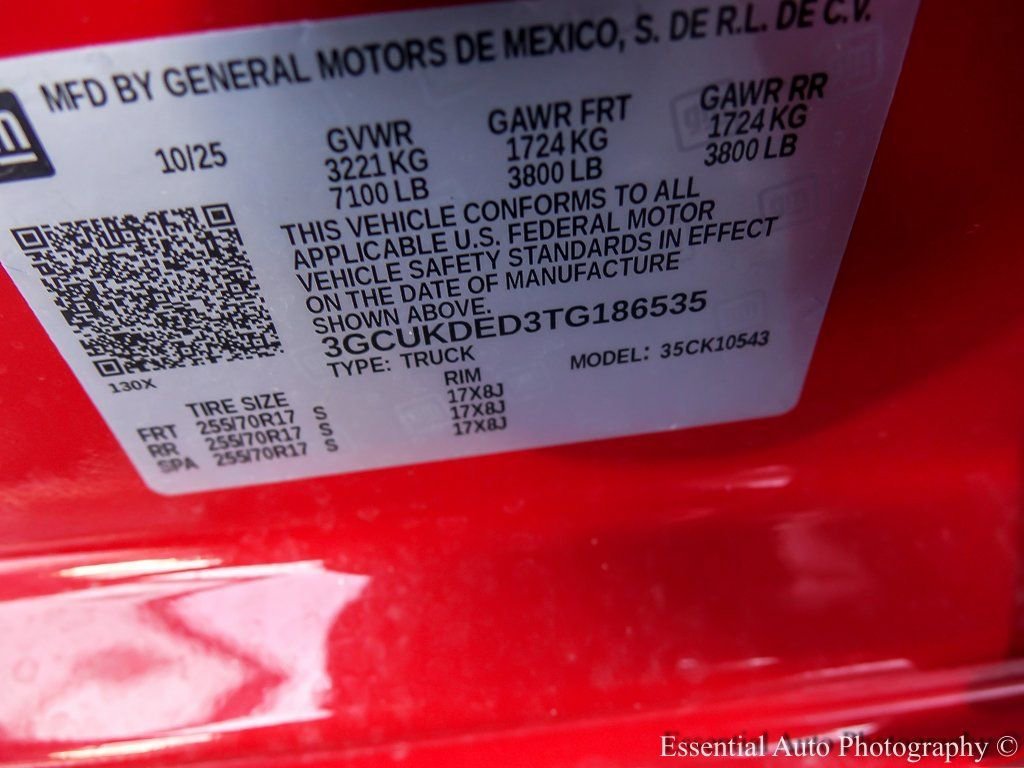 MFD BY GENERAL MOTORS DE MEXICO, S. DE R.L. DE C.V.
gm
10/25
GVWR
3221 KG
7100 LB
GAWR FRT
1724 KG
3800 LB
GAWR RR
1724 KG
3800 LB
THIS VEHICLE CONFORMS TO ALL
APPLICABLE U.S. FEDERAL MOTOR
VEHICLE SAFETY STANDARDS IN EFFECT
ON THE DATE OF MANUFACTURE
SHOWN ABOVE.
3GCUKDED3TG186535
TYPE: TRUCK
MODEL: 35CK10543
130X
TIRE SIZE RIM
FRT 255/70R17 S 17X8J
RR 255/70R17 S 17X8J
SPA 255/70R17 S 17X8J
Essential Auto Photography ©